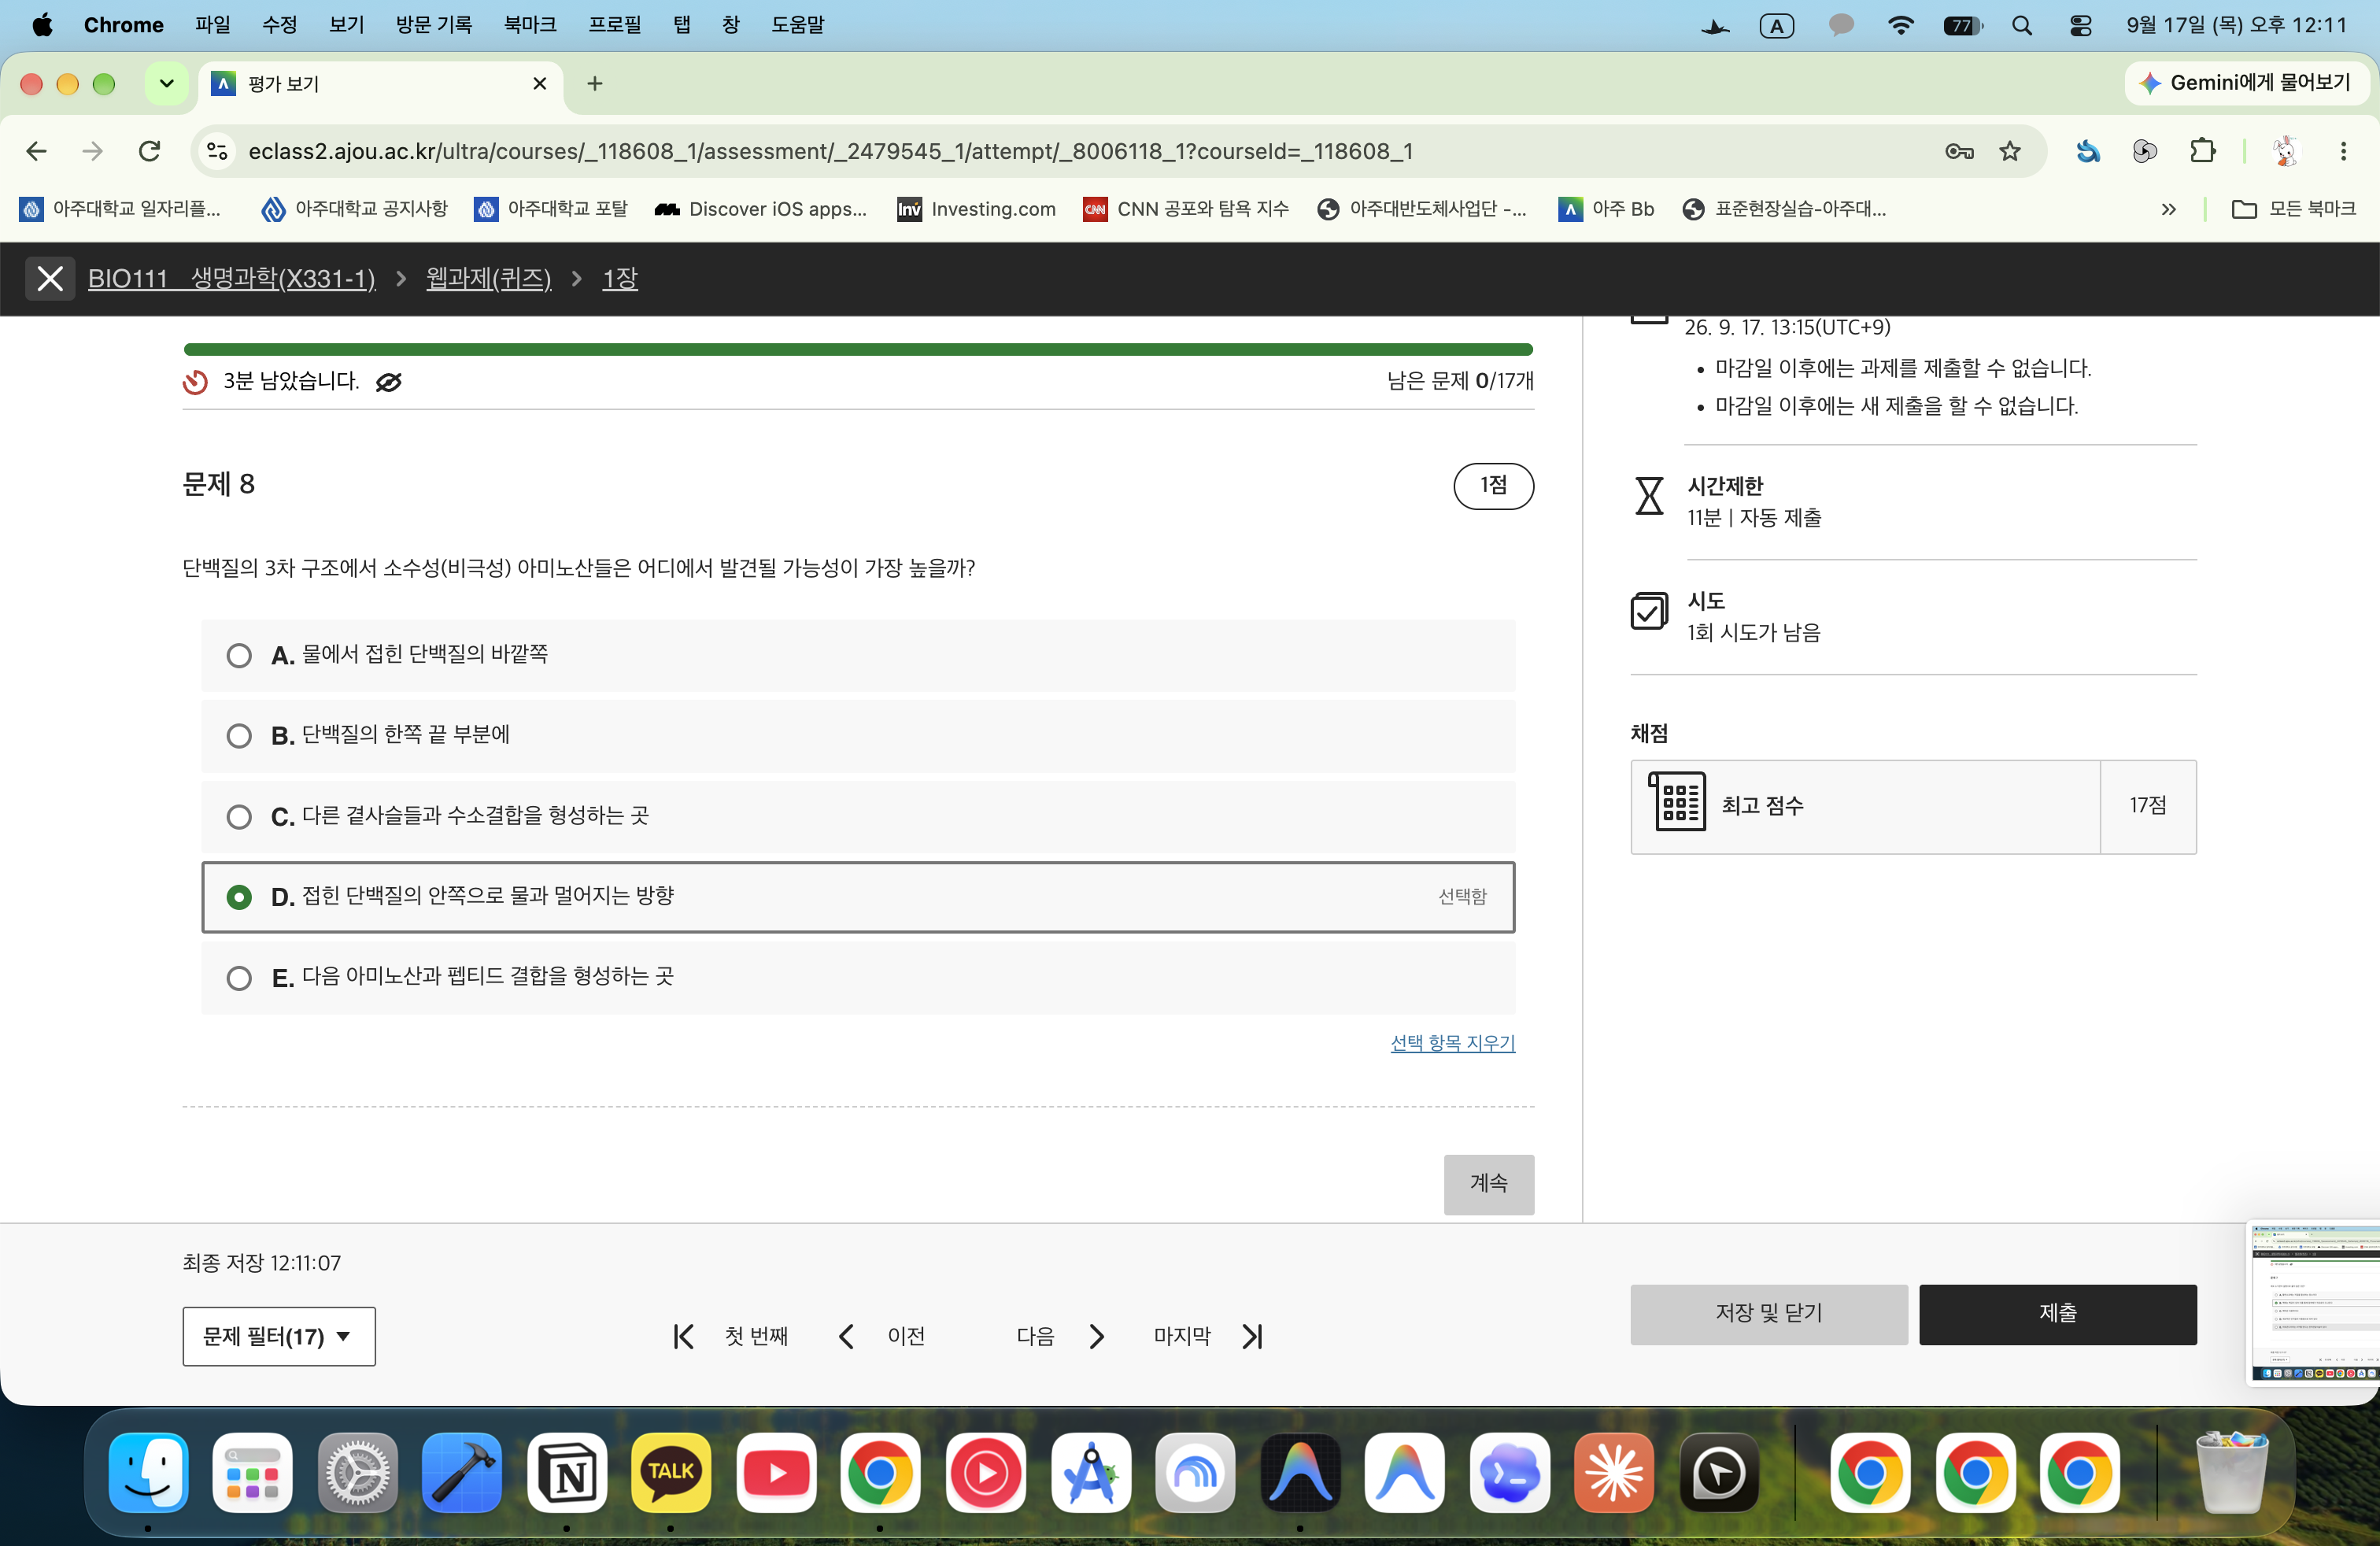 Chrome 파일 수정 보기 방문 기록 북마크 프로필 탭 창 도움말
A 77 9월 17일 (목) 오후 12:11
평가 보기
Gemini에게 물어보기
eclass2.ajou.ac.kr/ultra/courses/_118608_1/assessment/_2479545_1/attempt/_8006118_1?courseId=_118608_1
아주대학교 일자리플... 아주대학교 공지사항 아주대학교 포탈 Discover iOS apps... Inv Investing.com CNN CNN 공포와 탐욕 지수 아주대반도체사업단 -... 아주 Bb 표준현장실습-아주대... 모든 북마크
BIO111_생명과학(X331-1) 웹과제(퀴즈) 1장
3분 남았습니다.
남은 문제 0/17개
문제 8
1점
단백질의 3차 구조에서 소수성(비극성) 아미노산들은 어디에서 발견될 가능성이 가장 높을까?
A. 물에서 접힌 단백질의 바깥쪽
B. 단백질의 한쪽 끝 부분에
C. 다른 곁사슬들과 수소결합을 형성하는 곳
D. 접힌 단백질의 안쪽으로 물과 멀어지는 방향 선택함
E. 다음 아미노산과 펩티드 결합을 형성하는 곳
선택 항목 지우기
계속
26. 9. 17. 13:15(UTC+9)
• 마감일 이후에는 과제를 제출할 수 없습니다.
• 마감일 이후에는 새 제출을 할 수 없습니다.
시간제한
11분 | 자동 제출
시도
1회 시도가 남음
채점
최고 점수 17점
최종 저장 12:11:07
문제 필터(17)
첫 번째 이전 다음 마지막
저장 및 닫기 제출
N TALK